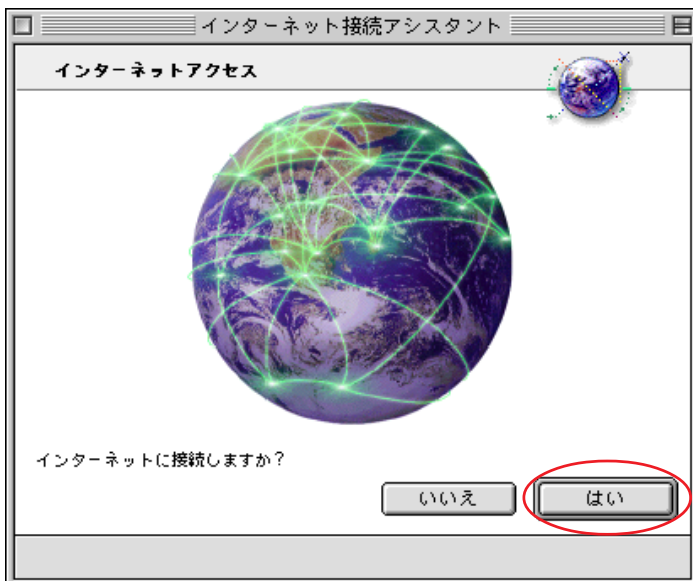 インターネット接続アシスタント
インターネットアクセス
インターネットに接続しますか？
いいえ
はい